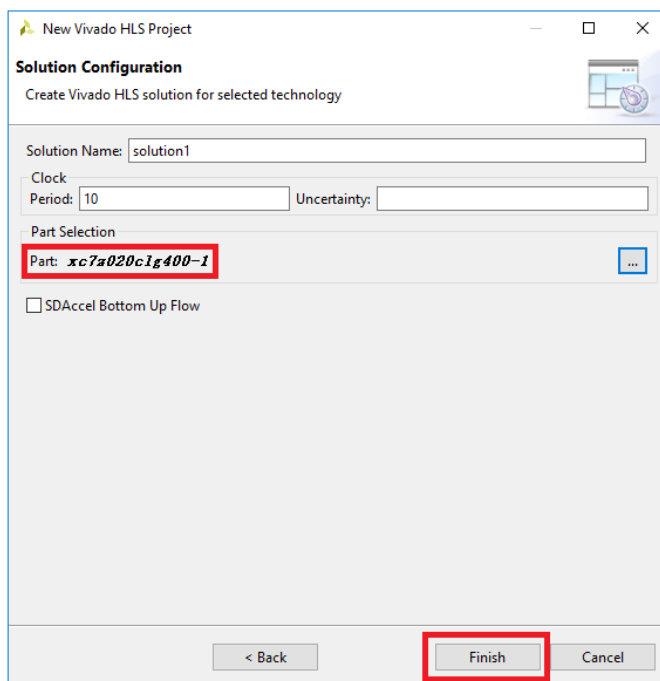 New Vivado HLS Project
Solution Configuration
Create Vivado HLS solution for selected technology
Solution Name: solution1
Clock
Period: 10 Uncertainty:
Part Selection
Part: xc7z020clg400-1 ...
SDAccel Bottom Up Flow
< Back Finish Cancel